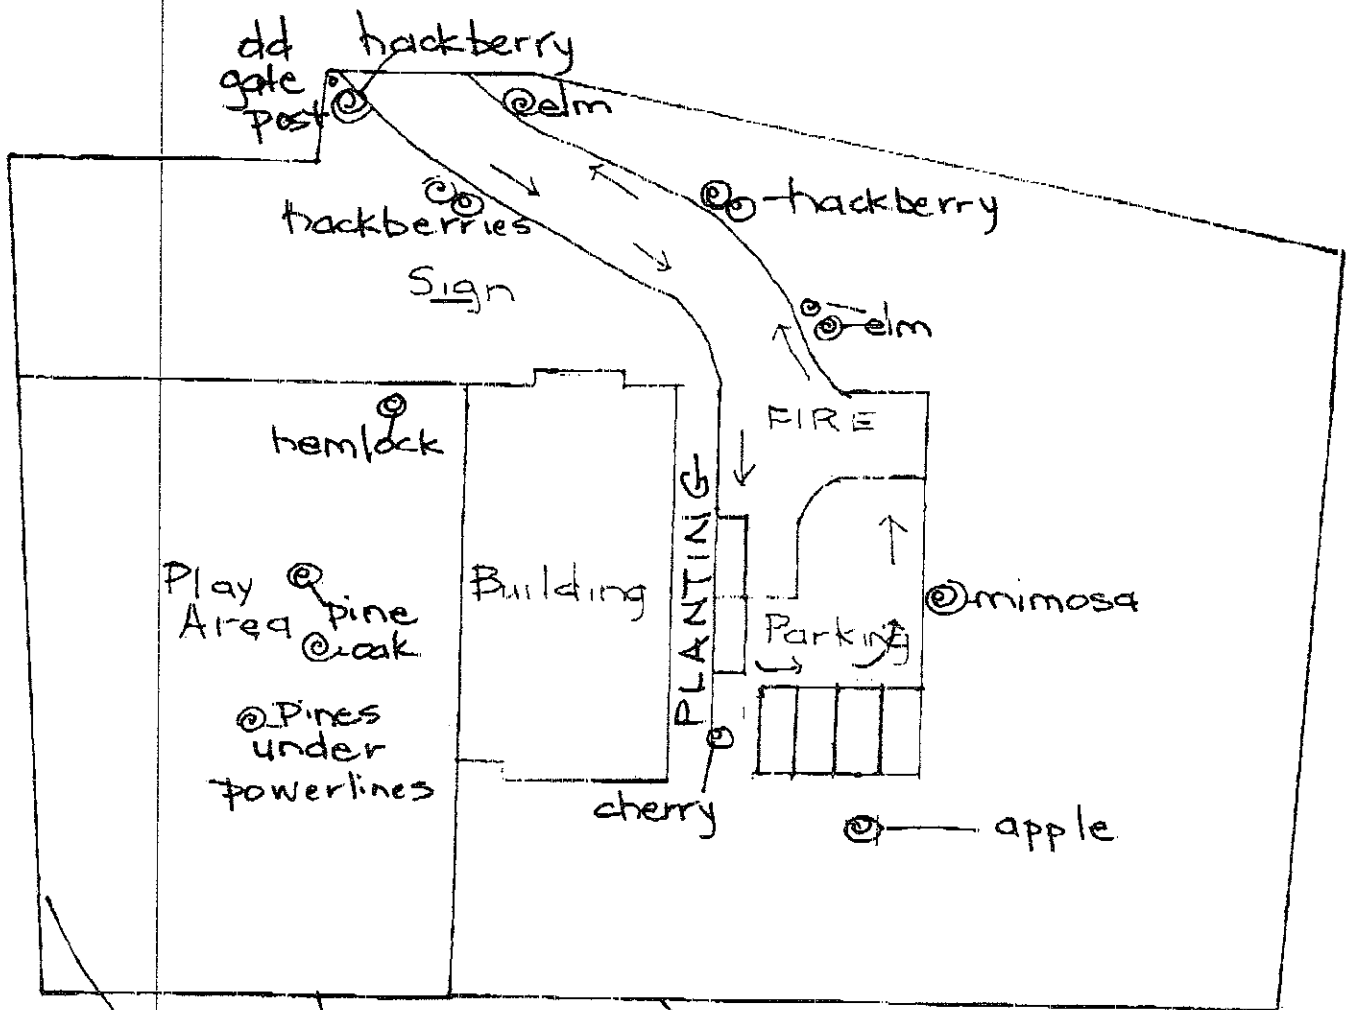 dd hackberry
gate
post
elm
hackberry
hackberries
Sign
elm
FIRE
hemlock
PLANTING
Play
Area
Building
pine
mimosa
oak
Parking
Pines
under
powerlines
cherry
apple